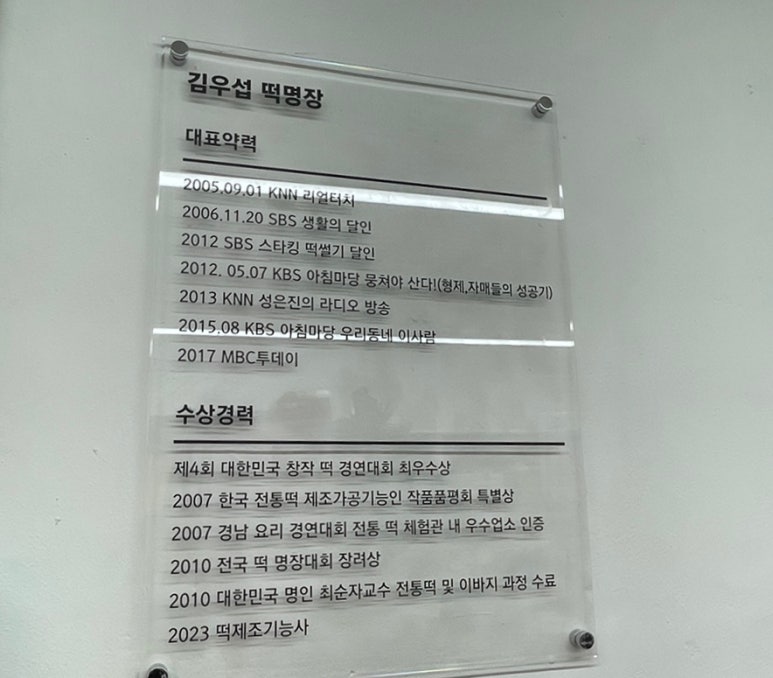 김우섭 떡명장
대표약력
2005.09.01 KNN 리얼터치
2006.11.20 SBS 생활의 달인
2012 SBS 스타킹 떡썰기 달인
2012. 05.07 KBS 아침마당 뭉쳐야 산다!(형제,자매들의 성공기)
2013 KNN 성은진의 라디오 방송
2015.08 KBS 아침마당 우리동네 이사람
2017 MBC투데이
수상경력
제4회 대한민국 창작 떡 경연대회 최우수상
2007 한국 전통떡 제조가공기능인 작품품평회 특별상
2007 경남 요리 경연대회 전통 떡 체험관 내 우수업소 인증
2010 전국 떡 명장대회 장려상
2010 대한민국 명인 최순자교수 전통떡 및 이바지 과정 수료
2023 떡제조기능사